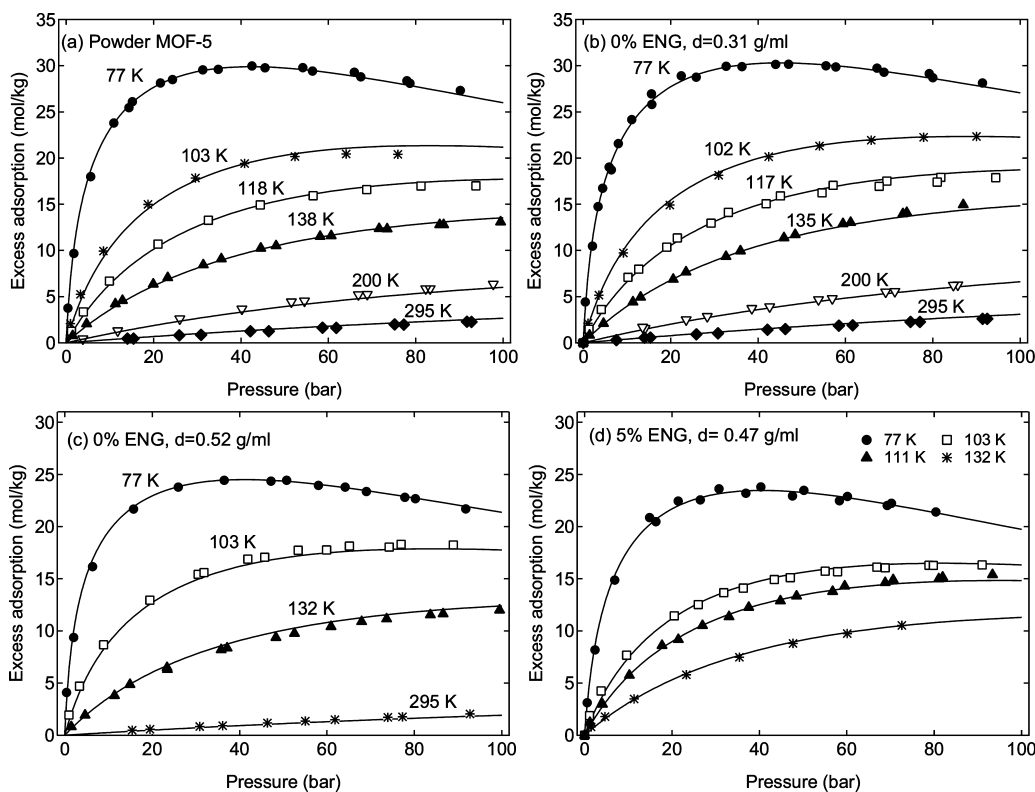 (a) Powder MOF-5
77 K
103 K
118 K
138 K
200 K
295 K
35
30
25
20
15
10
5
0
0 20 40 60 80 100
Pressure (bar)
Excess adsorption (mol/kg)
(b) 0% ENG, d=0.31 g/ml
77 K
102 K
117 K
135 K
200 K
295 K
35
30
25
20
15
10
5
0
0 20 40 60 80 100
Pressure (bar)
Excess adsorption (mol/kg)
(c) 0% ENG, d=0.52 g/ml
77 K
103 K
132 K
295 K
30
25
20
15
10
5
0
0 20 40 60 80 100
Pressure (bar)
Excess adsorption (mol/kg)
(d) 5% ENG, d= 0.47 g/ml
77 K 103 K
111 K 132 K
30
25
20
15
10
5
0
0 20 40 60 80 100
Pressure (bar)
Excess adsorption (mol/kg)